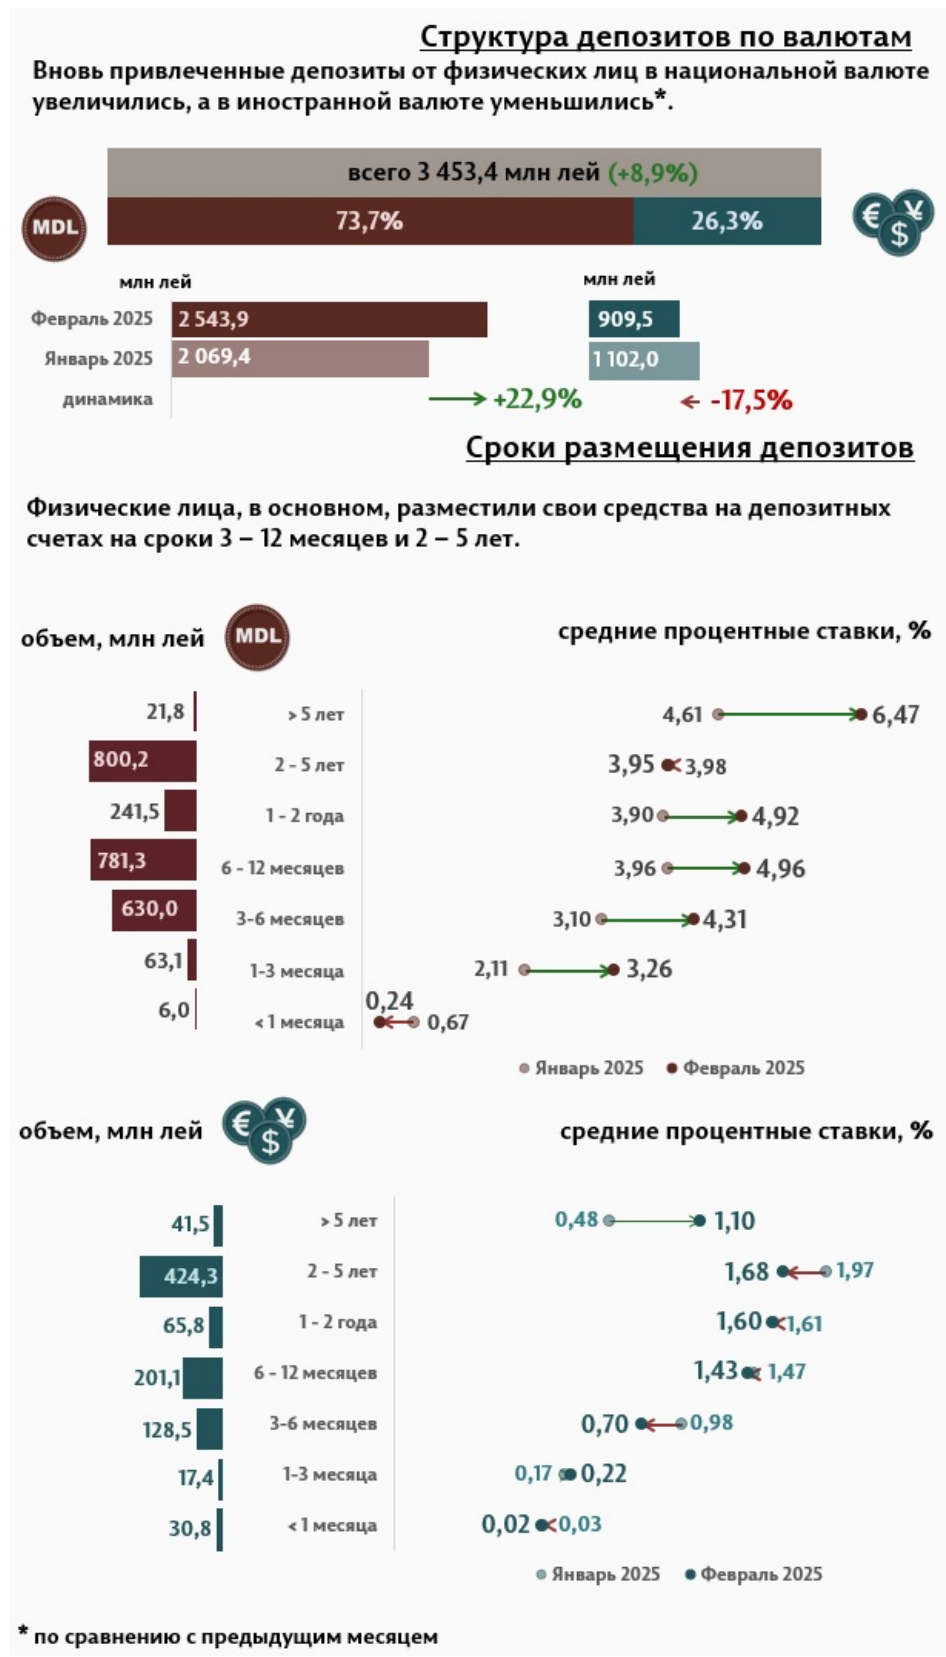 Структура депозитов по валютам
Вновь привлеченные депозиты от физических лиц в национальной валюте
увеличились, а в иностранной валюте уменьшились*.
всего 3 453,4 млн лей (+8,9%)
MDL 73,7% 26,3% € ¥ $
млн лей млн лей
Февраль 2025 2 543,9 909,5
Январь 2025 2 069,4 1 102,0
динамика +22,9% -17,5%
Сроки размещения депозитов
Физические лица, в основном, разместили свои средства на депозитных
счетах на сроки 3 – 12 месяцев и 2 – 5 лет.
объем, млн лей MDL средние процентные ставки, %
21,8 > 5 лет 4,61 6,47
800,2 2 - 5 лет 3,95 3,98
241,5 1 - 2 года 3,90 4,92
781,3 6 - 12 месяцев 3,96 4,96
630,0 3-6 месяцев 3,10 4,31
63,1 1-3 месяца 2,11 3,26
6,0 < 1 месяца 0,24 0,67
Январь 2025 Февраль 2025
объем, млн лей € ¥ $ средние процентные ставки, %
41,5 > 5 лет 0,48 1,10
424,3 2 - 5 лет 1,68 1,97
65,8 1 - 2 года 1,60 1,61
201,1 6 - 12 месяцев 1,43 1,47
128,5 3-6 месяцев 0,70 0,98
17,4 1-3 месяца 0,17 0,22
30,8 < 1 месяца 0,02 0,03
Январь 2025 Февраль 2025
* по сравнению с предыдущим месяцем